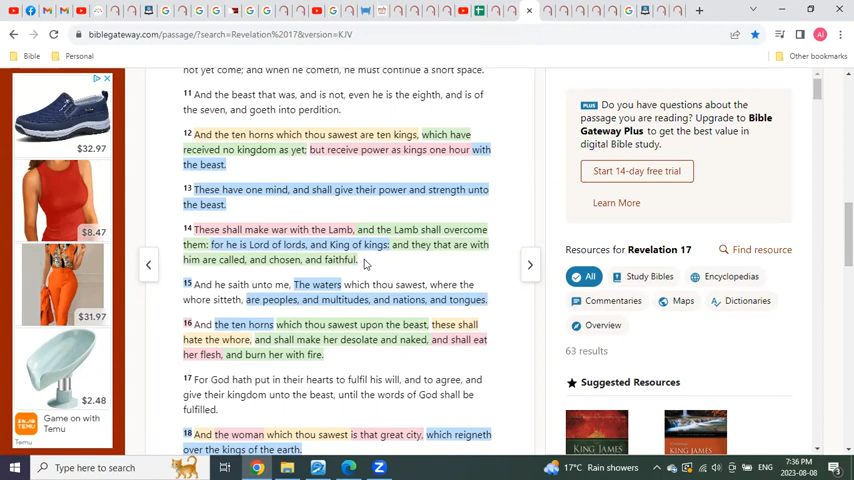 biblegateway.com/passage/?search=Revelation%2017&version=KJV
Bible
Personal
Other bookmarks
$32.97
$8.47
$31.97
$2.48
Game on with
Temu
Temu
not yet come; and when he cometh, he must continue a short space.
11 And the beast that was, and is not, even he is the eighth, and is of
the seven, and goeth into perdition.
12 And the ten horns which thou sawest are ten kings, which have
received no kingdom as yet; but receive power as kings one hour with
the beast.
13 These have one mind, and shall give their power and strength unto
the beast.
14 These shall make war with the Lamb, and the Lamb shall overcome
them: for he is Lord of lords, and King of kings: and they that are with
him are called, and chosen, and faithful.
15 And he saith unto me, The waters which thou sawest, where the
whore sitteth, are peoples, and multitudes, and nations, and tongues.
16 And the ten horns which thou sawest upon the beast, these shall
hate the whore, and shall make her desolate and naked, and shall eat
her flesh, and burn her with fire.
17 For God hath put in their hearts to fulfil his will, and to agree, and
give their kingdom unto the beast, until the words of God shall be
fulfilled.
18 And the woman which thou sawest is that great city, which reigneth
over the kings of the earth.
PLUS Do you have questions about the
passage you are reading? Upgrade to Bible
Gateway Plus to get the best value in
digital Bible study.
Start 14-day free trial
Learn More
Resources for Revelation 17
Find resource
All
Study Bibles
Encyclopedias
Commentaries
Maps
Dictionaries
Overview
63 results
Suggested Resources
KING JAMES
KING JAMES
Type here to search
17°C Rain showers
ENG
7:36 PM
2023-08-08